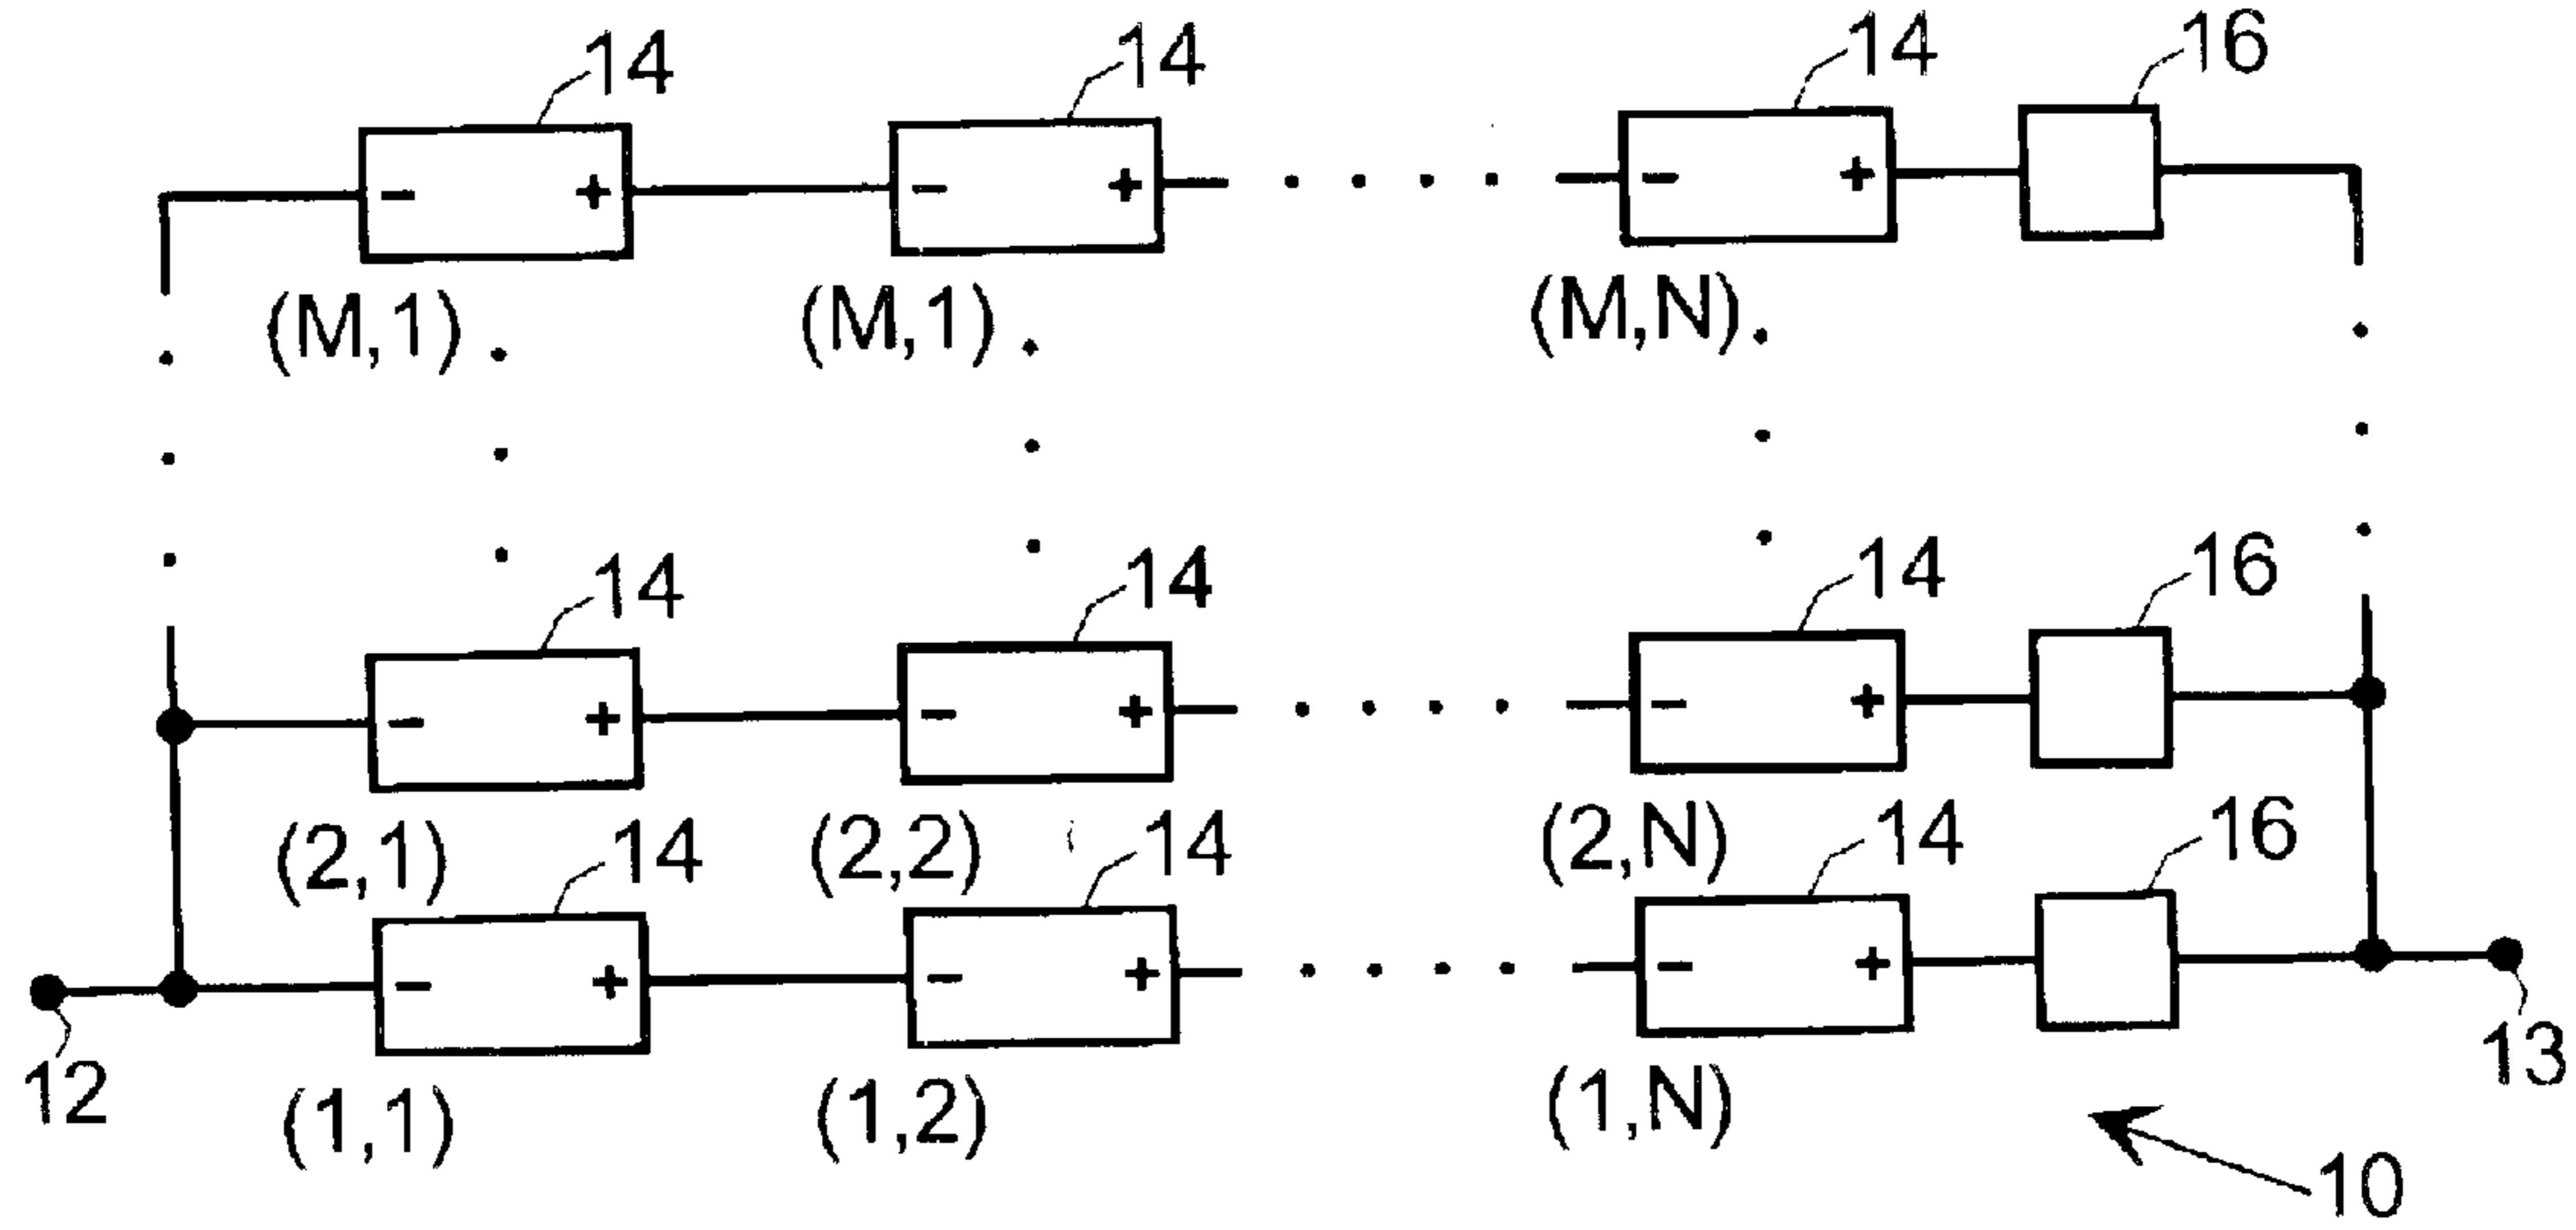 14 14 14 16
- + - + - +
(M,1) (M,1) (M,N)
14 14 14 16
- + - + - +
(2,1) (2,2) (2,N)
14 14 14 16
- + - + - +
12 13
(1,1) (1,2) (1,N)
10